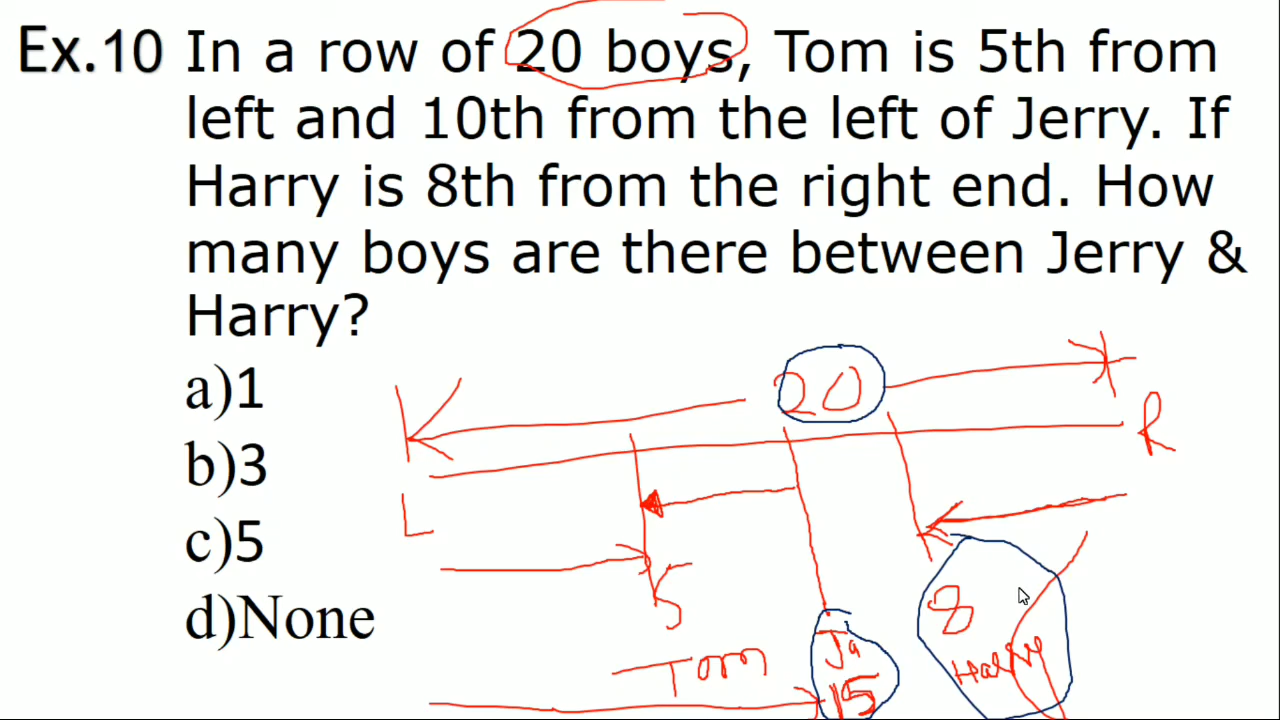 Ex.10 In a row of 20 boys, Tom is 5th from
left and 10th from the left of Jerry. If
Harry is 8th from the right end. How
many boys are there between Jerry &
Harry?
a)1
b)3
c)5
d)None
20
R
L
5
8
Harry
Tom
Ja
15